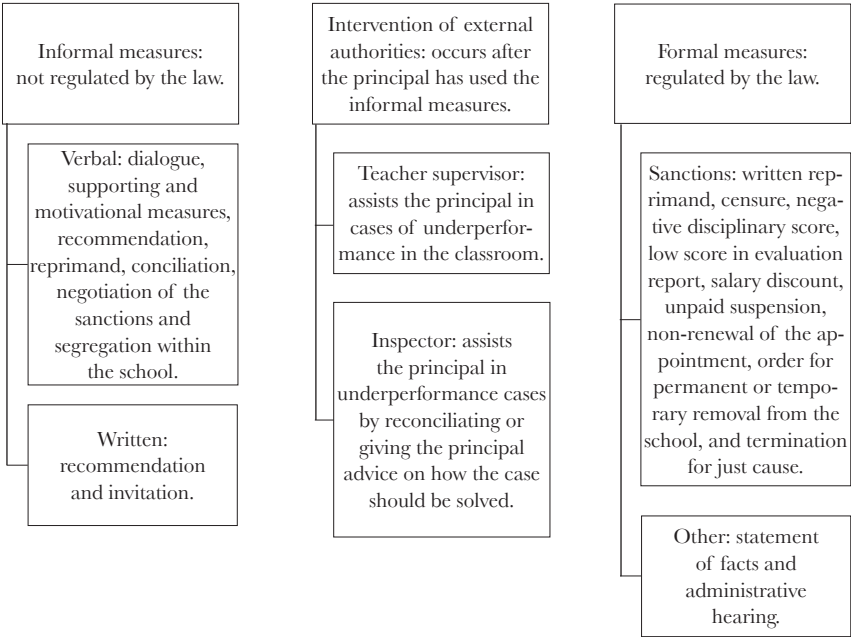 Informal measures:
not regulated by the law.
Verbal: dialogue,
supporting and
motivational measures,
recommendation,
reprimand, conciliation,
negotiation of the
sanctions and
segregation within
the school.
Written:
recommendation
and invitation.
Intervention of external
authorities: occurs after
the principal has used the
informal measures.
Teacher supervisor:
assists the principal in
cases of underperfor-
mance in the classroom.
Inspector: assists
the principal in
underperformance cases
by reconciliating or
giving the principal
advice on how the case
should be solved.
Formal measures:
regulated by the law.
Sanctions: written rep-
rimand, censure, nega-
tive disciplinary score,
low score in evaluation
report, salary discount,
unpaid suspension,
non-renewal of the ap-
pointment, order for
permanent or tempo-
rary removal from the
school, and termination
for just cause.
Other: statement
of facts and
administrative
hearing.